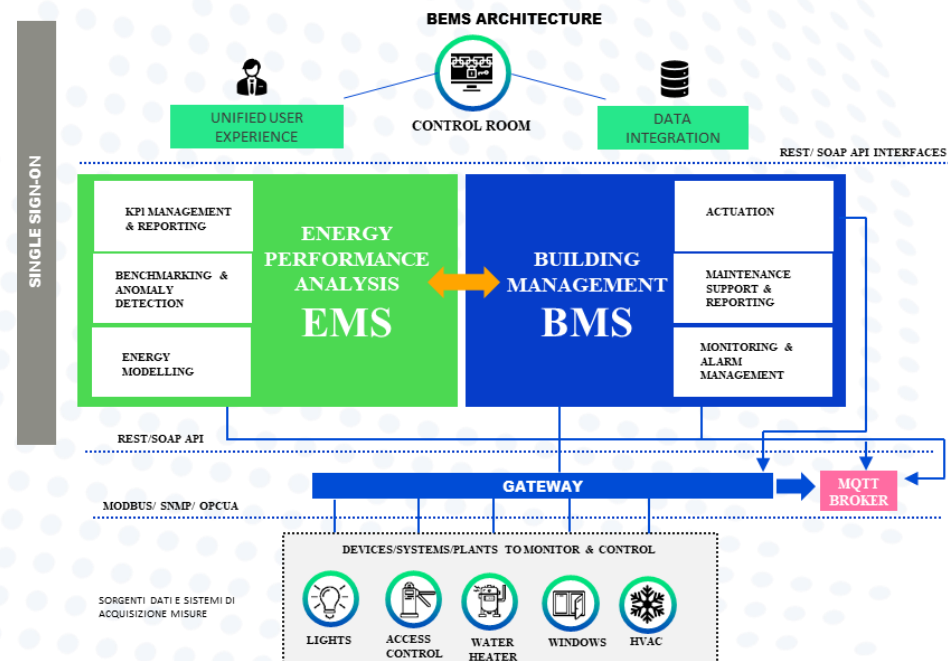 BEMS ARCHITECTURE
SINGLE SIGN-ON
UNIFIED USER
EXPERIENCE
CONTROL ROOM
DATA
INTEGRATION
REST/ SOAP API INTERFACES
KPI MANAGEMENT
& REPORTING
BENCHMARKING &
ANOMALY
DETECTION
ENERGY
MODELLING
ENERGY
PERFORMANCE
ANALYSIS
EMS
BUILDING
MANAGEMENT
BMS
ACTUATION
MAINTENANCE
SUPPORT &
REPORTING
MONITORING &
ALARM
MANAGEMENT
REST/SOAP API
GATEWAY
MQTT
BROKER
MODBUS/ SNMP/ OPCUA
DEVICES/SYSTEMS/PLANTS TO MONITOR & CONTROL
SORGENTI DATI E SISTEMI DI
ACQUISIZIONE MISURE
LIGHTS
ACCESS
CONTROL
WATER
HEATER
WINDOWS
HVAC